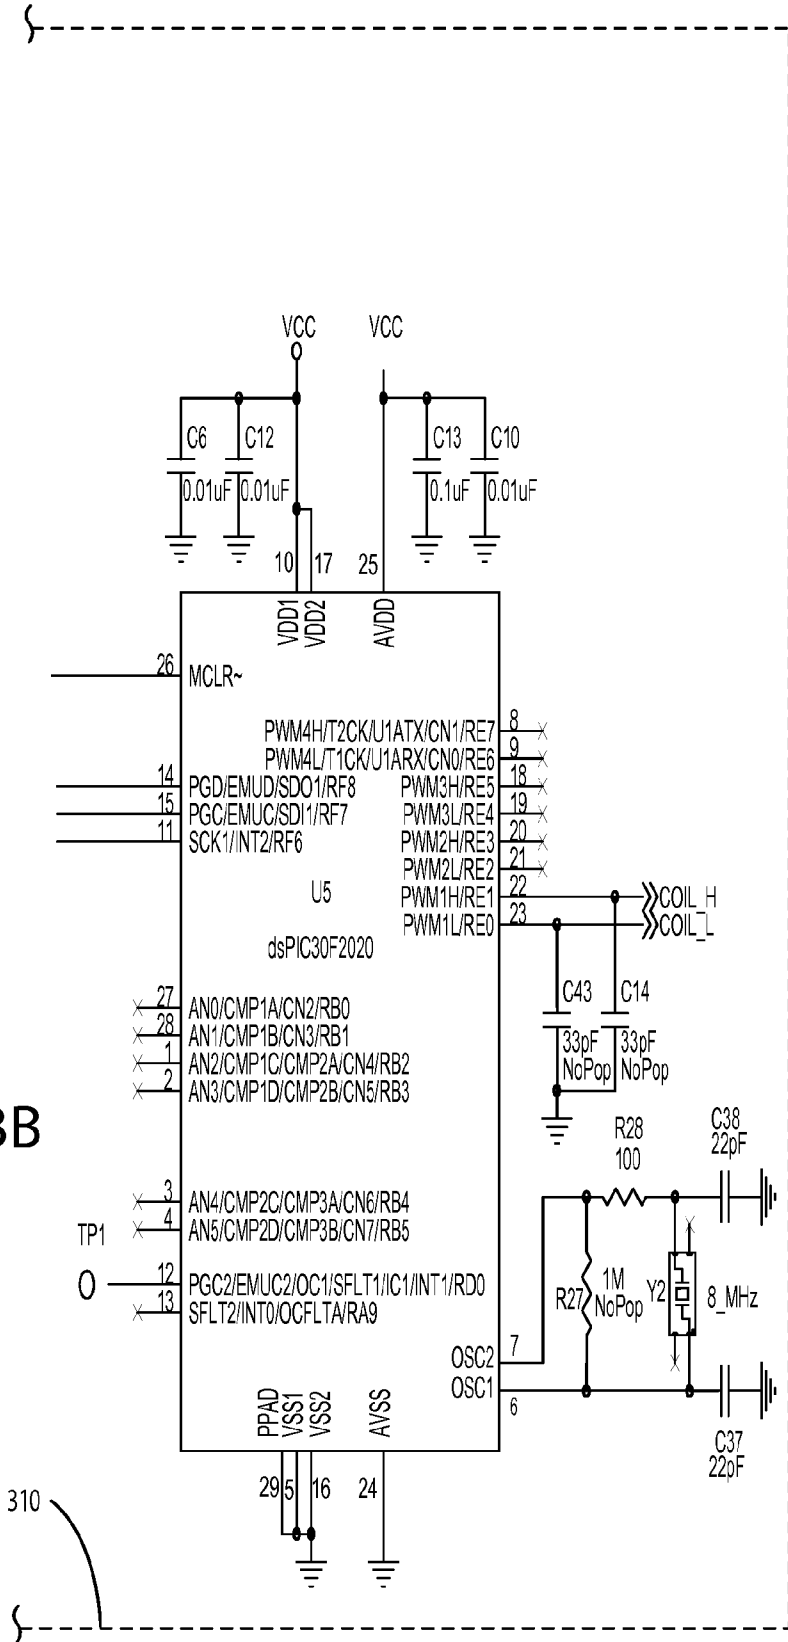 VCC VCC
C6 C12 C13 C10
0.01uF 0.01uF 0.1uF 0.01uF
10 17 25
VDD1 VDD2 AVDD
26 MCLR~
PWM4H/T2CK/U1ATX/CN1/RE7 8
PWM4L/T1CK/U1ARX/CN0/RE6 9
14 PGD/EMUD/SDO1/RF8 PWM3H/RE5 18
15 PGC/EMUC/SDI1/RF7 PWM3L/RE4 19
11 SCK1/INT2/RF6 PWM2H/RE3 20
PWM2L/RE2 21
U5 PWM1H/RE1 22 COIL_H
PWM1L/RE0 23 COIL_L
dsPIC30F2020
27 AN0/CMP1A/CN2/RB0 C43 C14
28 AN1/CMP1B/CN3/RB1 33pF 33pF
1 AN2/CMP1C/CMP2A/CN4/RB2 NoPop NoPop
2 AN3/CMP1D/CMP2B/CN5/RB3
3B
R28 C38
100 22pF
3 AN4/CMP2C/CMP3A/CN6/RB4
4 AN5/CMP2D/CMP3B/CN7/RB5
TP1
12 PGC2/EMUC2/OC1/SFLT1/IC1/INT1/RD0
13 SFLT2/INT0/OCFLTA/RA9
R27 1M Y2 8_MHz
NoPop
OSC2 7
OSC1 6
PPAD VSS1 VSS2 AVSS
C37
22pF
29 5 16 24
310